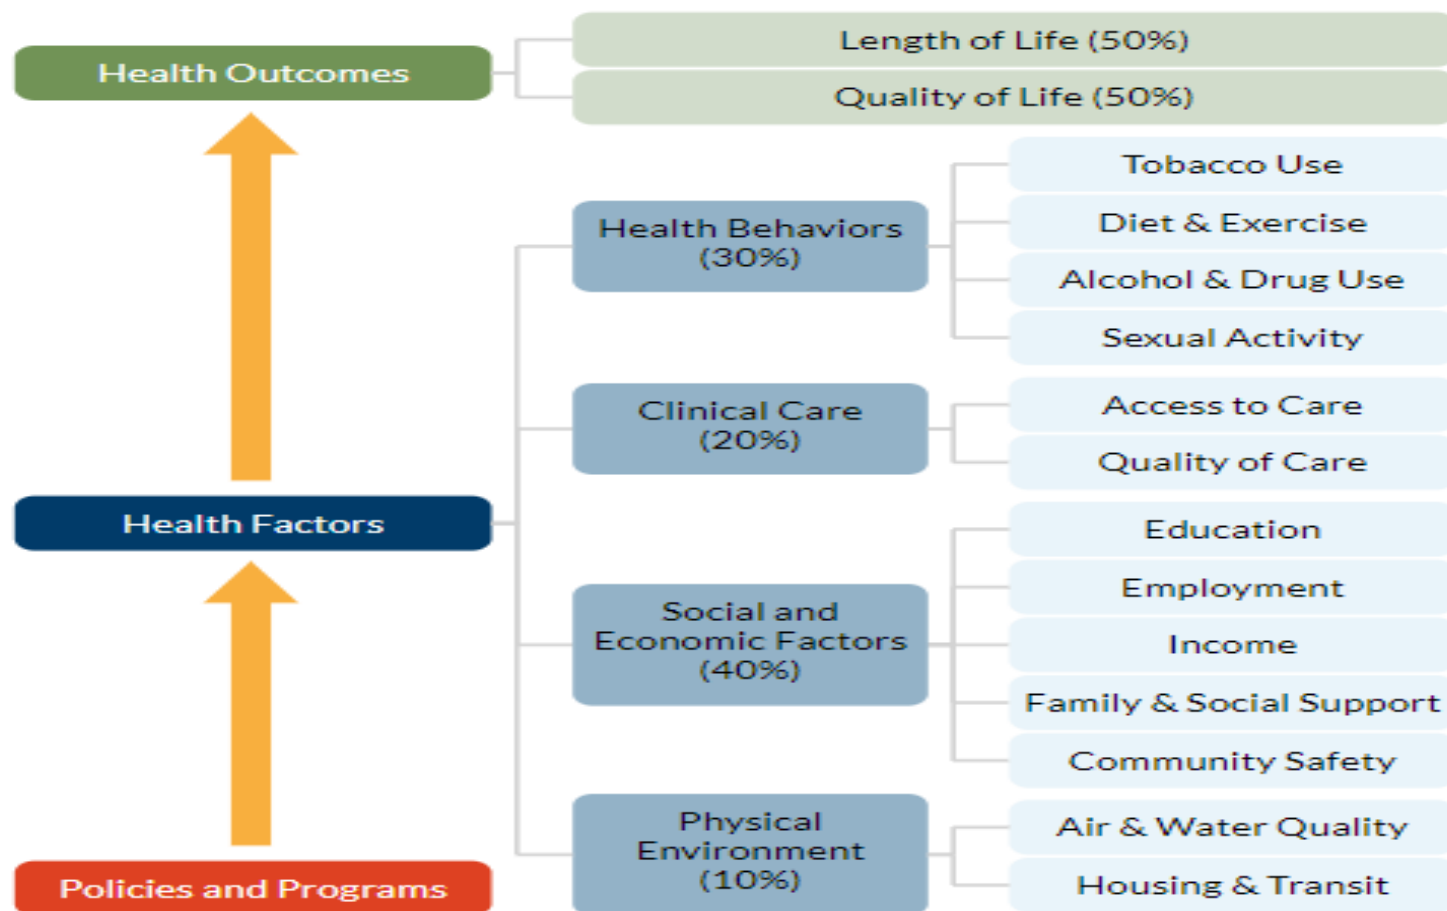 Health Outcomes
Length of Life (50%)
Quality of Life (50%)
Health Factors
Health Behaviors
(30%)
Tobacco Use
Diet & Exercise
Alcohol & Drug Use
Sexual Activity
Clinical Care
(20%)
Access to Care
Quality of Care
Social and
Economic Factors
(40%)
Education
Employment
Income
Family & Social Support
Community Safety
Physical
Environment
(10%)
Air & Water Quality
Housing & Transit
Policies and Programs